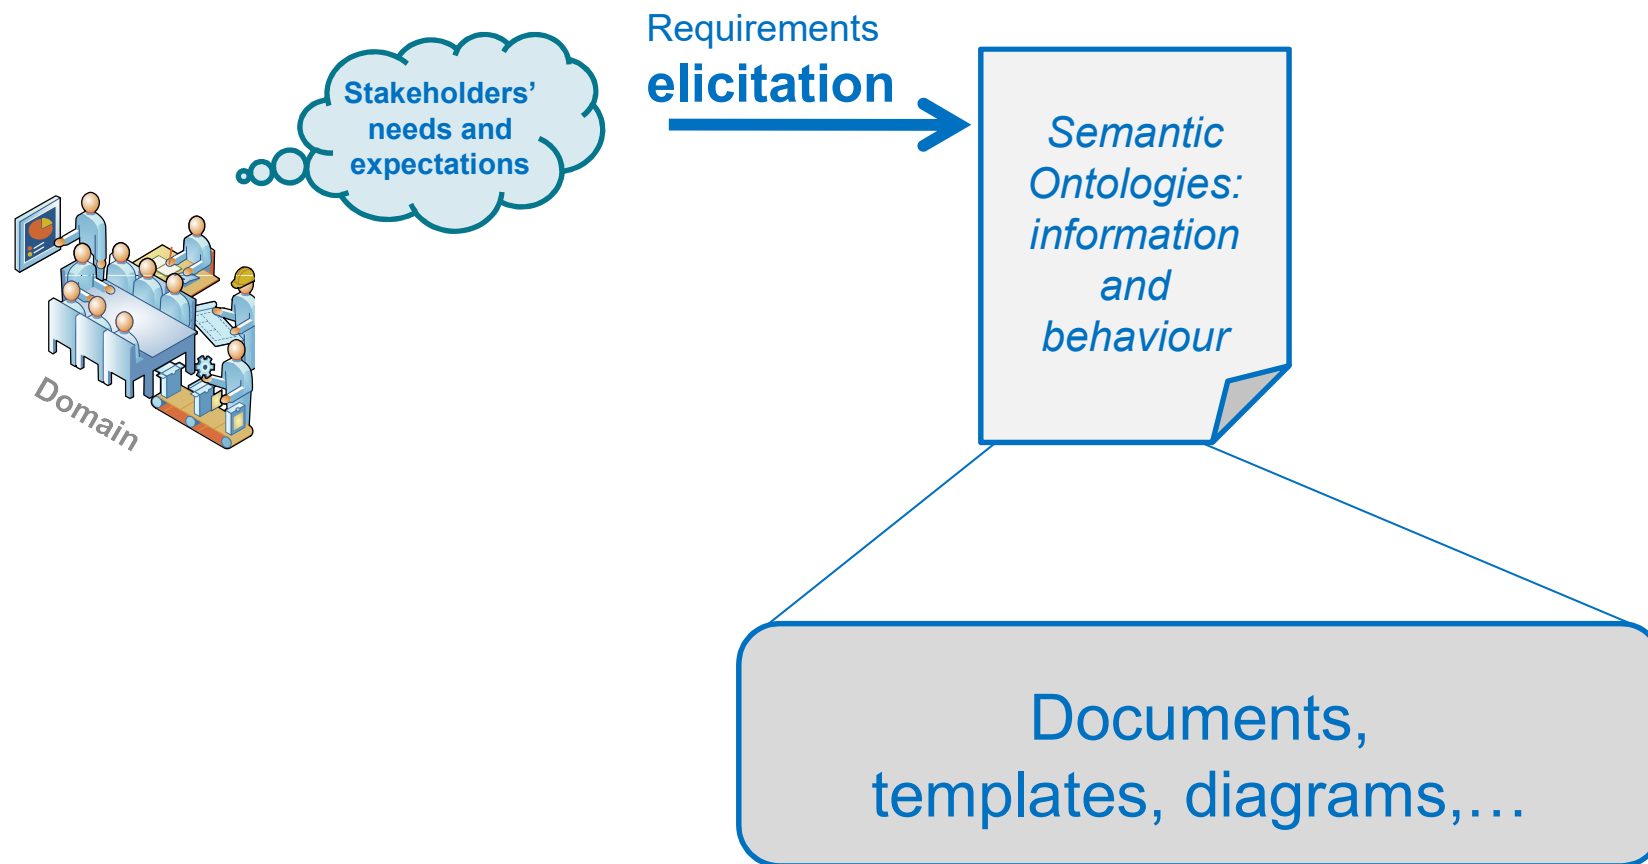 Requirements
elicitation
Stakeholders’
needs and
expectations
Semantic
Ontologies:
information
and
behaviour
Domain
Documents,
templates, diagrams,…